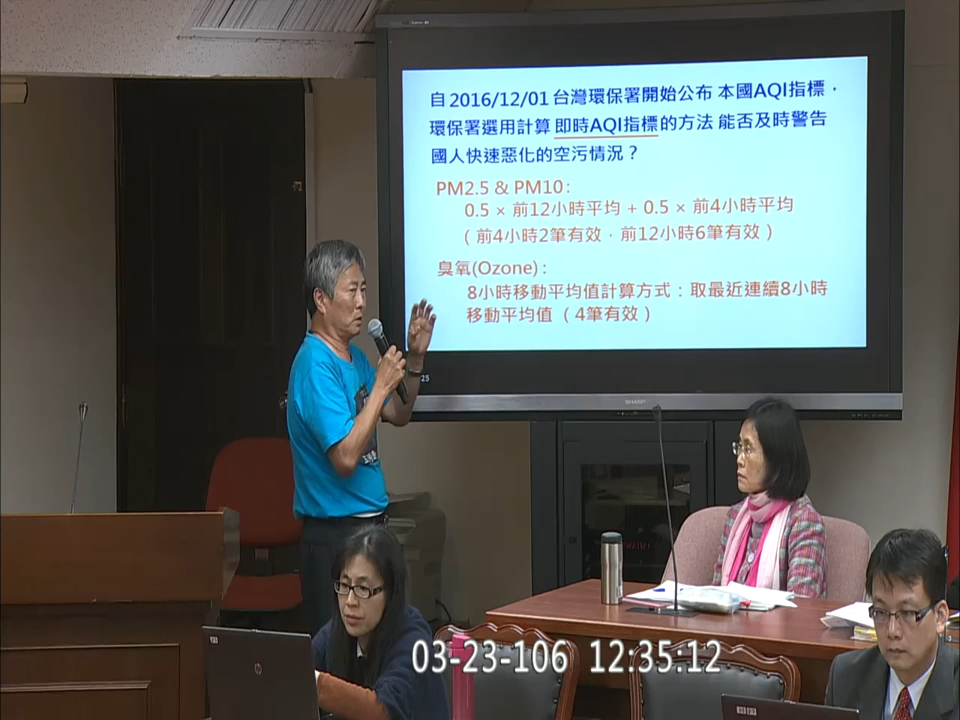 自 2016/12/01 台灣環保署開始公布 本國AQI指標，
環保署選用計算 即時AQI指標的方法 能否及時警告
國人快速惡化的空污情況？
PM2.5 & PM10：
0.5 × 前12小時平均 + 0.5 × 前4小時平均
（前4小時2筆有效，前12小時6筆有效）
臭氧(Ozone)：
8小時移動平均值計算方式：取最近連續8小時
移動平均值 （4筆有效）
25
SHARP
hp
03-23-106 12:35:12